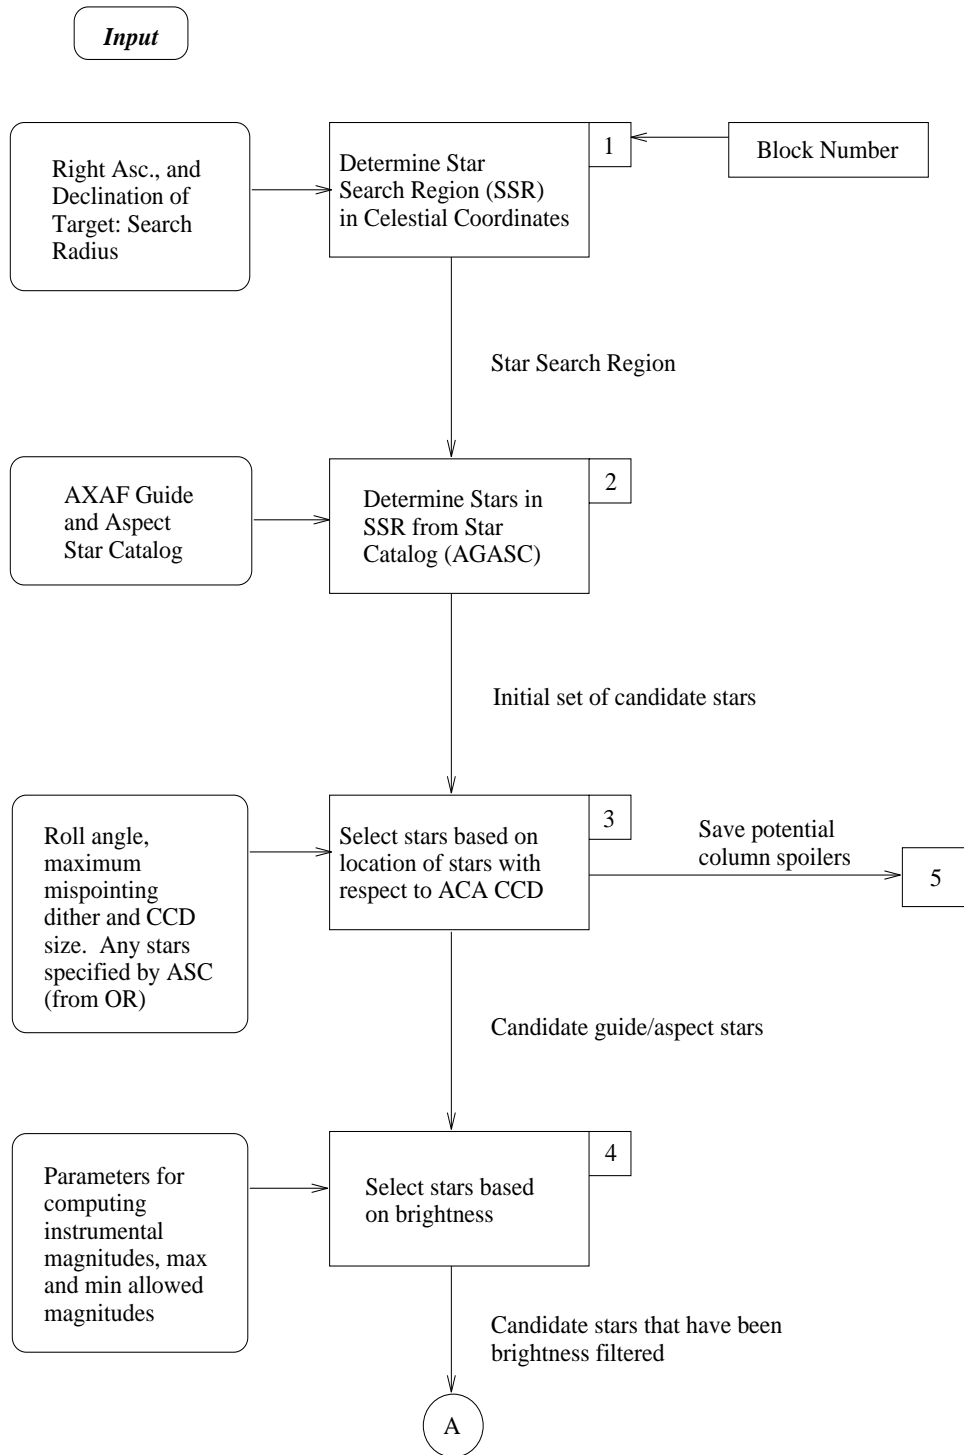 Input
Right Asc., and
Declination of
Target: Search
Radius
Determine Star
Search Region (SSR)
in Celestial Coordinates
1
Block Number
Star Search Region
AXAF Guide
and Aspect
Star Catalog
Determine Stars in
SSR from Star
Catalog (AGASC)
2
Initial set of candidate stars
Roll angle,
maximum
mispointing
dither and CCD
size. Any stars
specified by ASC
(from OR)
Select stars based on
location of stars with
respect to ACA CCD
3
Save potential
column spoilers
5
Candidate guide/aspect stars
Parameters for
computing
instrumental
magnitudes, max
and min allowed
magnitudes
Select stars based
on brightness
4
Candidate stars that have been
brightness filtered
A